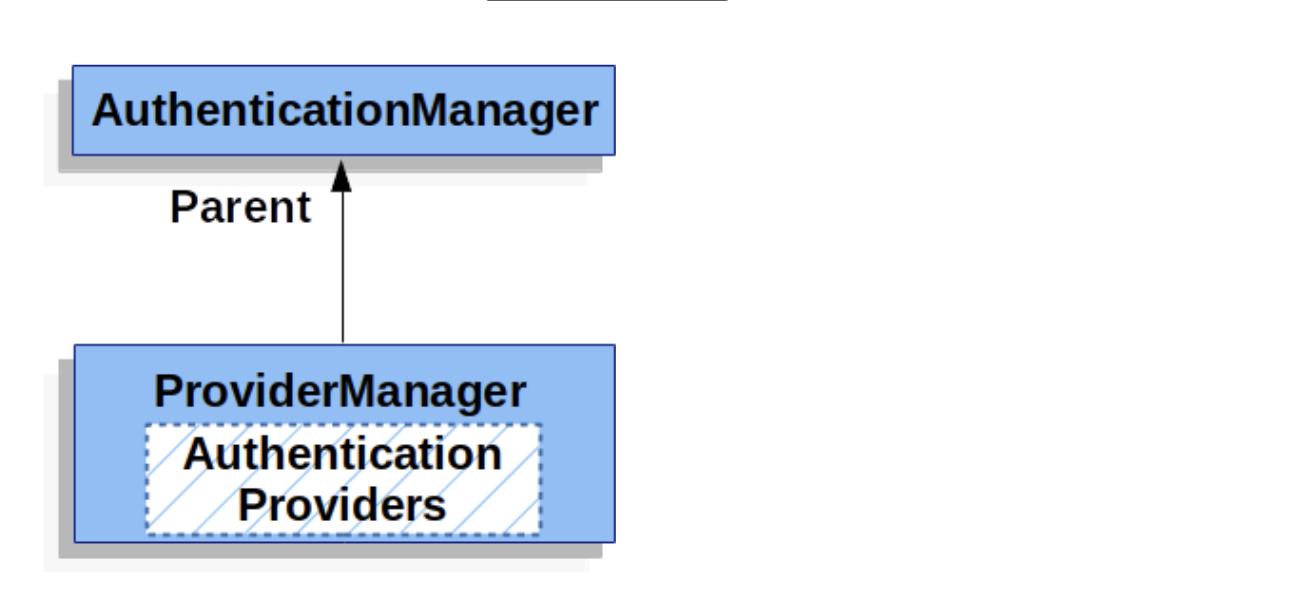 AuthenticationManager
Parent
ProviderManager
Authentication
Providers